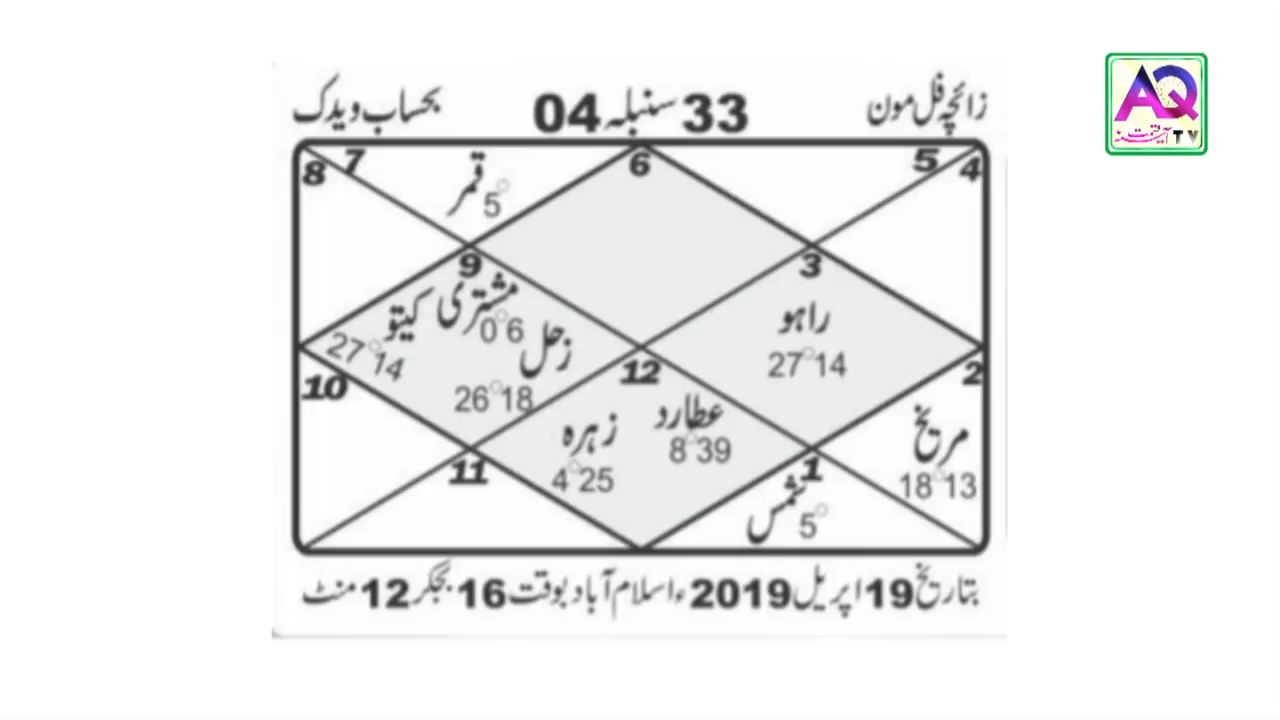 زائچہ فل مون
33 سنبلہ 04
بحساب ویدک
AQ
آئینہ قسمت TV
8
7
قمر
5°
6
5
4
9
مشتری
0°6
کیتو
27°14
زحل
26°18
3
راہو
27°14
10
12
2
عطارد
8°39
زہرہ
4°25
مریخ
18°13
11
1
شمس
5°
بتاریخ 19 اپریل 2019ء اسلام آباد بوقت 16 بجکر 12 منٹ